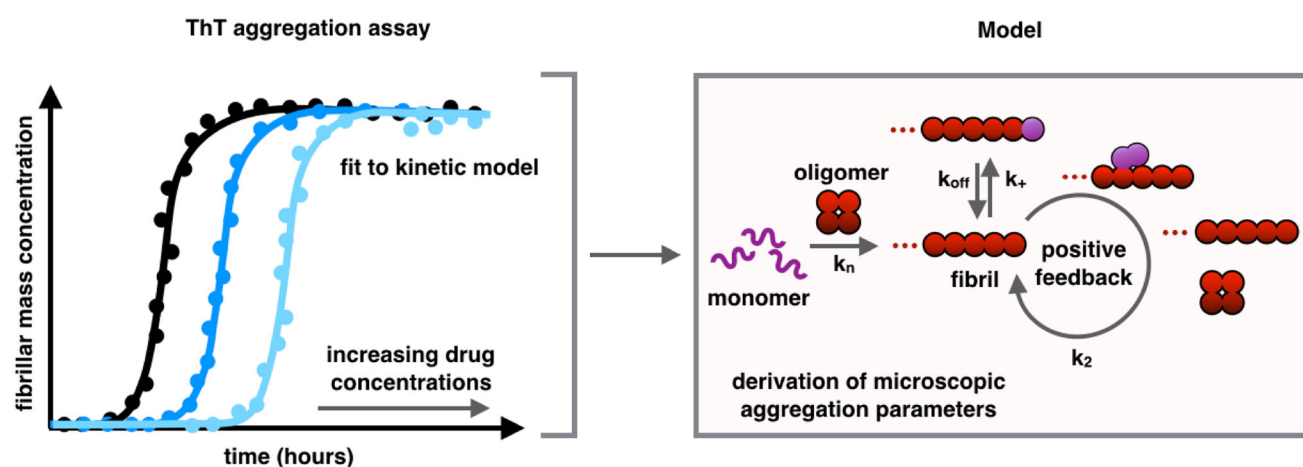 ThT aggregation assay
fibrillar mass concentration
fit to kinetic model
increasing drug
concentrations
time (hours)
Model
oligomer
koff
k+
monomer
kn
fibril
positive
feedback
k2
derivation of microscopic
aggregation parameters